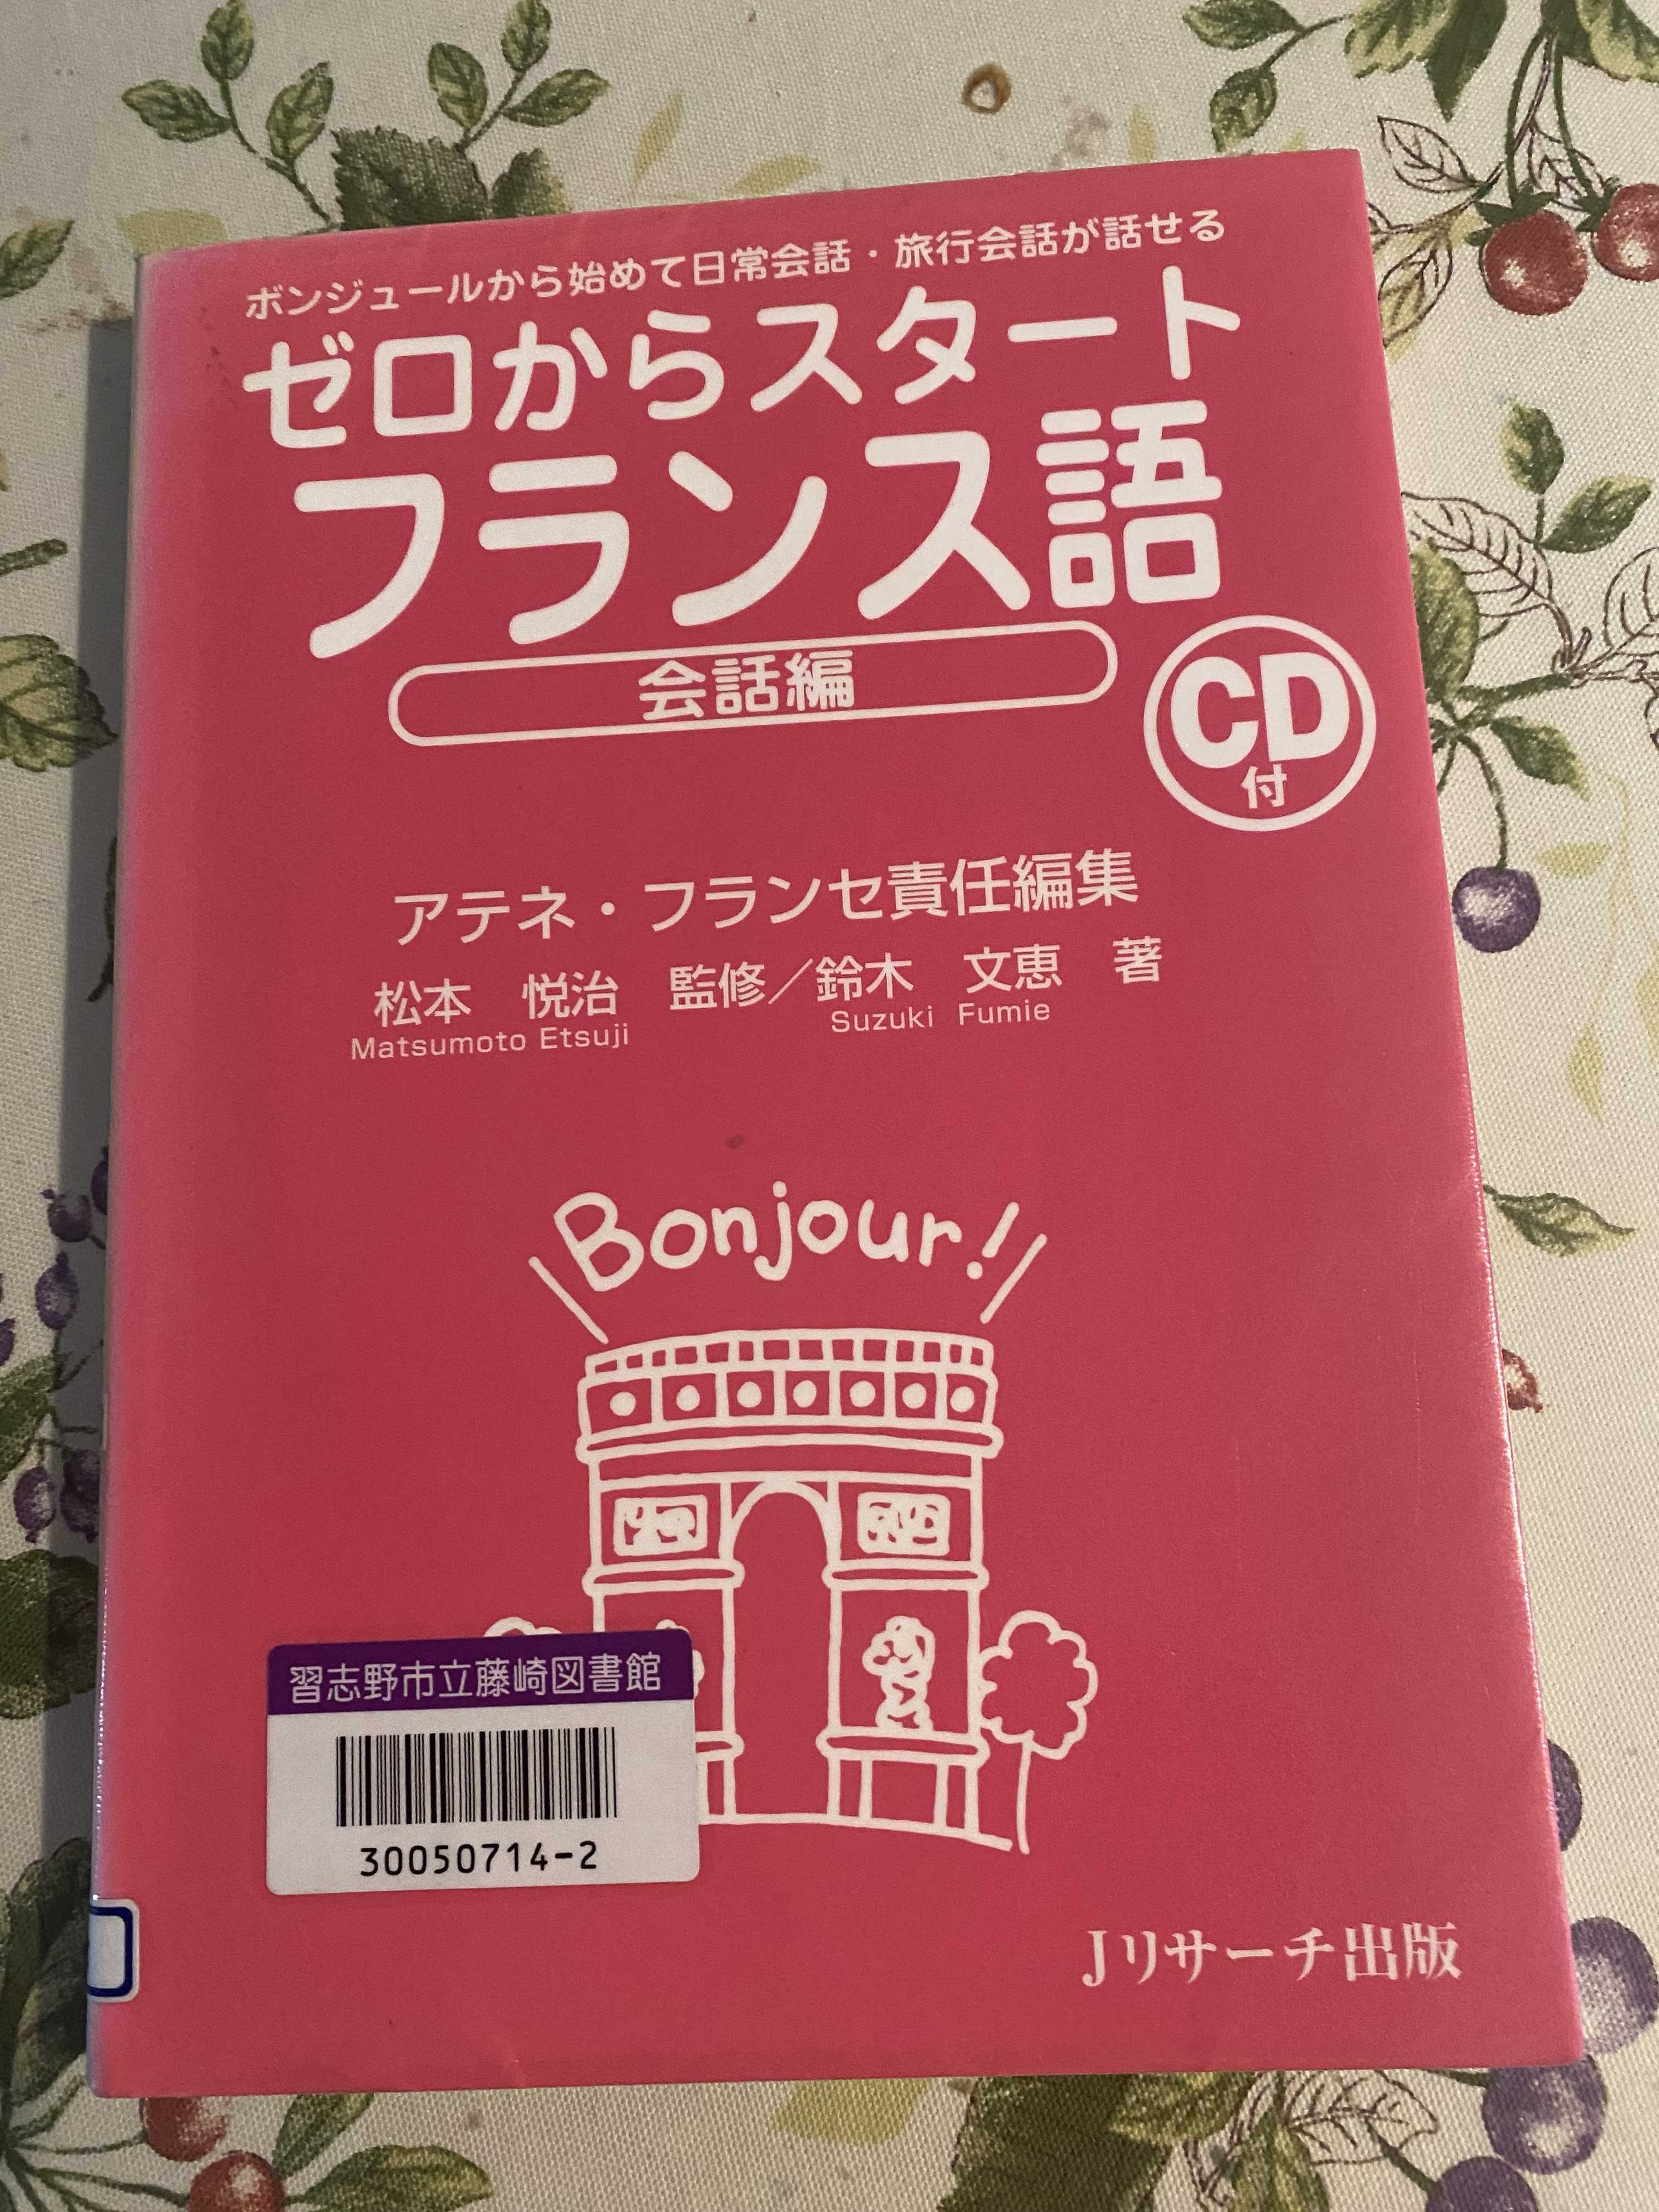 ボンジュールから始めて日常会話・旅行会話が話せる
ゼロからスタート
フランス語
会話編
CD
付
アテネ・フランセ責任編集
松本 悦治 監修／鈴木 文恵 著
Matsumoto Etsuji Suzuki Fumie
Bonjour!
習志野市立藤崎図書館
30050714-2
Jリサーチ出版